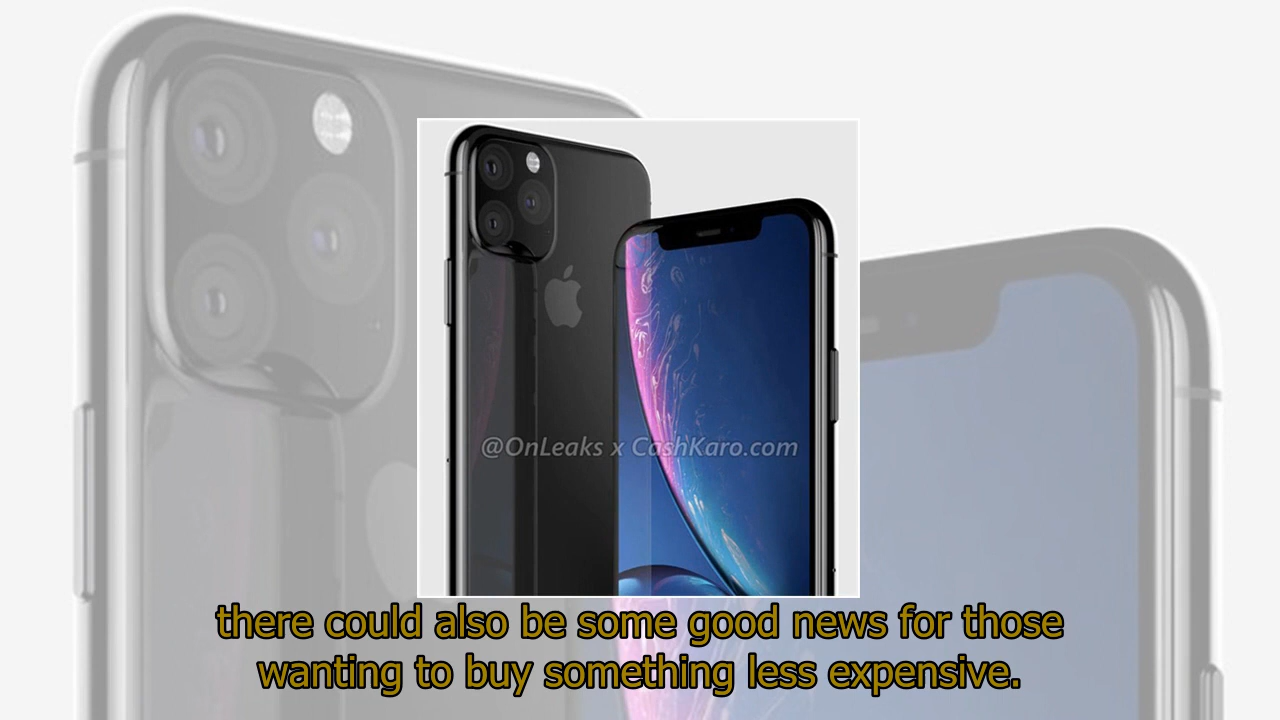 @OnLeaks x CashKaro.com
there could also be some good news for those
wanting to buy something less expensive.